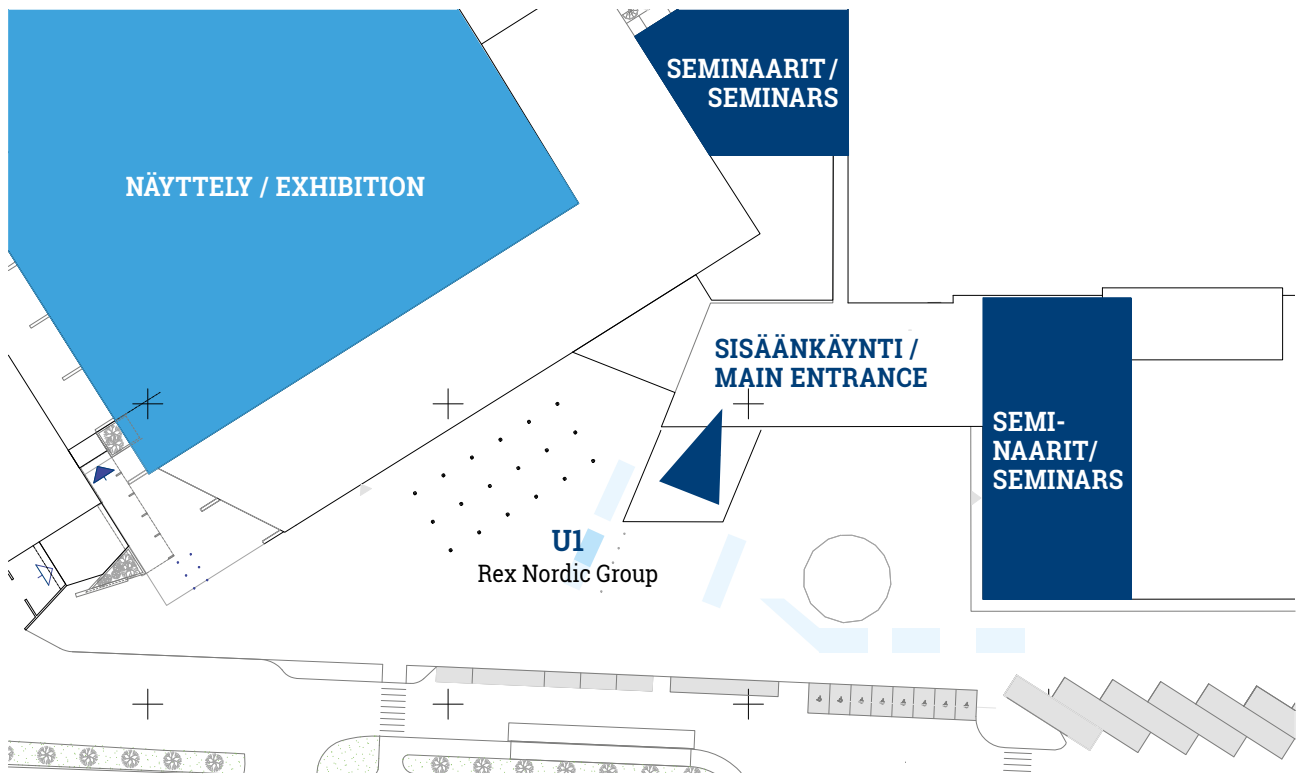 SEMINAARIT /
SEMINARS
NÄYTTELY / EXHIBITION
SISÄÄNKÄYNTI /
MAIN ENTRANCE
SEMI-
NAARIT/
SEMINARS
U1
Rex Nordic Group